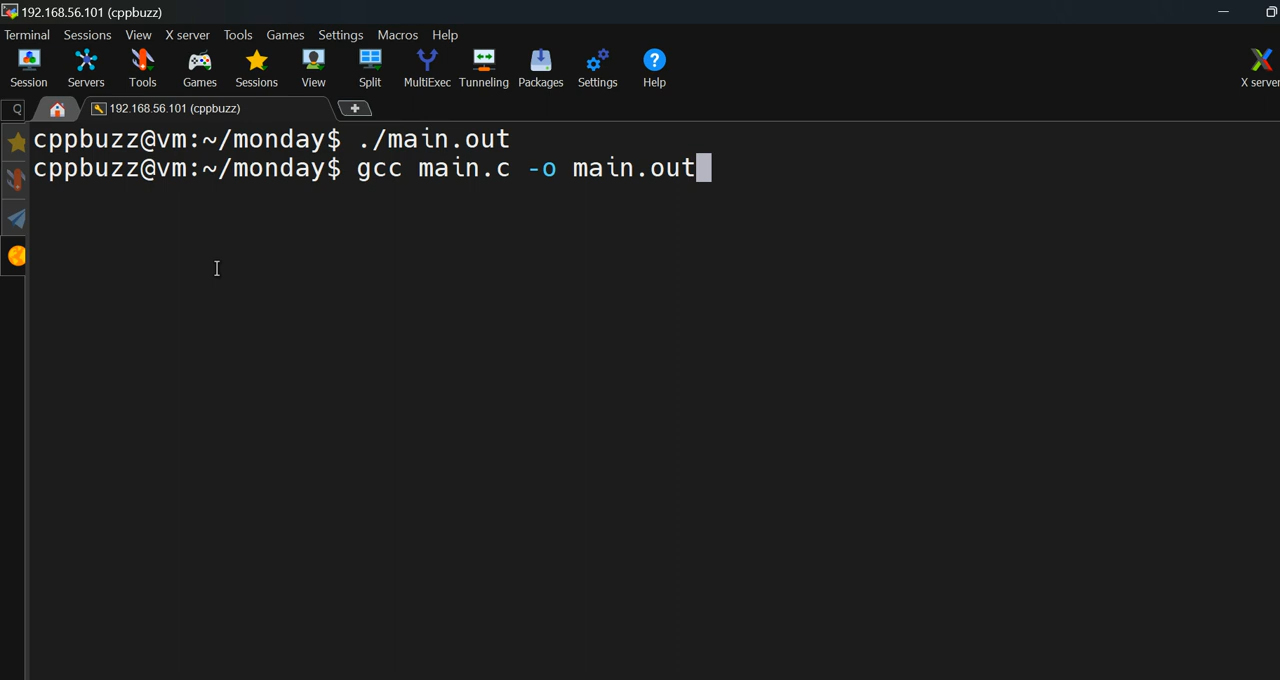 192.168.56.101 (cppbuzz)
Terminal Sessions View X server Tools Games Settings Macros Help
Session Servers Tools Games Sessions View Split MultiExec Tunneling Packages Settings Help X server
192.168.56.101 (cppbuzz)
cppbuzz@vm:~/monday$ ./main.out
cppbuzz@vm:~/monday$ gcc main.c -o main.out